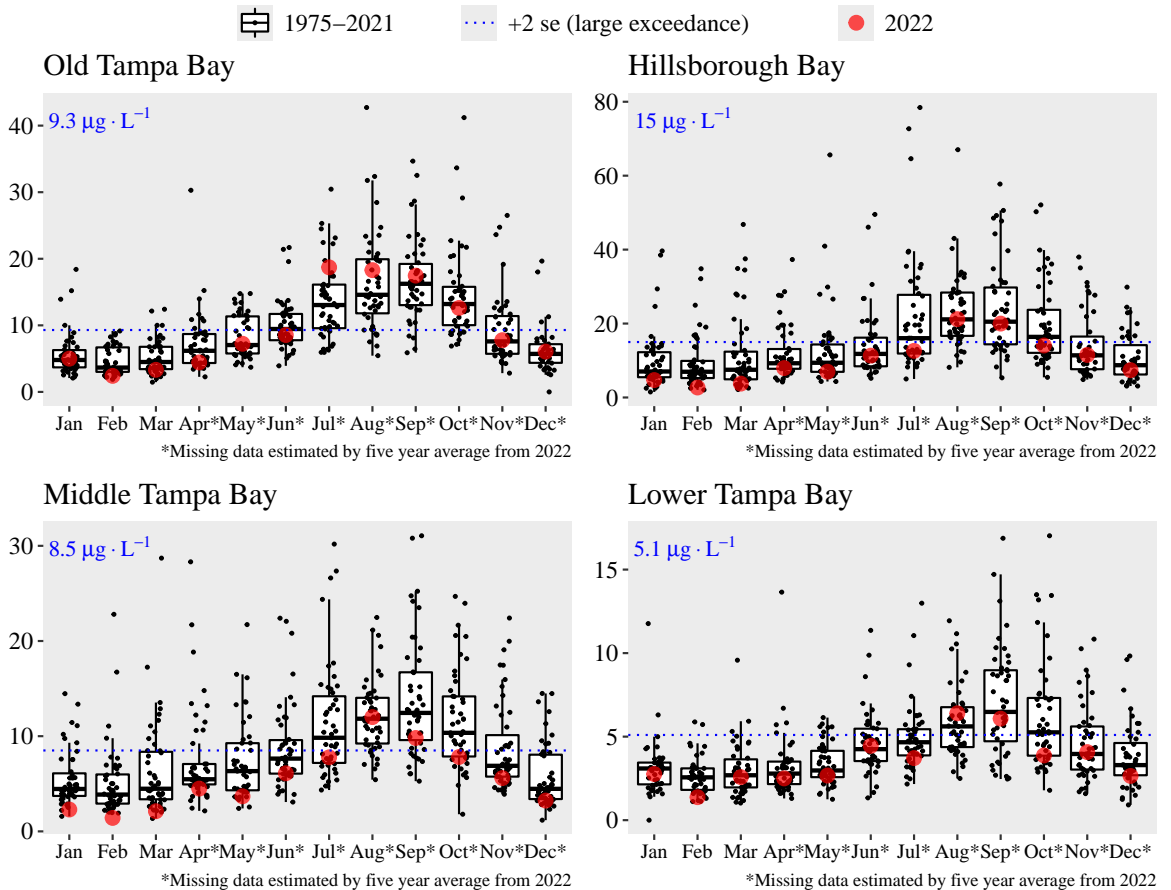 1975–2021 +2 se (large exceedance) 2022
Old Tampa Bay
9.3 μg · L⁻¹
40
30
20
10
0
Jan Feb Mar Apr* May* Jun* Jul* Aug* Sep* Oct* Nov* Dec*
*Missing data estimated by five year average from 2022
Hillsborough Bay
15 μg · L⁻¹
80
60
40
20
0
Jan Feb Mar Apr* May* Jun* Jul* Aug* Sep* Oct* Nov* Dec*
*Missing data estimated by five year average from 2022
Middle Tampa Bay
8.5 μg · L⁻¹
30
20
10
0
Jan Feb Mar Apr* May* Jun* Jul* Aug* Sep* Oct* Nov* Dec*
*Missing data estimated by five year average from 2022
Lower Tampa Bay
5.1 μg · L⁻¹
15
10
5
0
Jan Feb Mar Apr* May* Jun* Jul* Aug* Sep* Oct* Nov* Dec*
*Missing data estimated by five year average from 2022